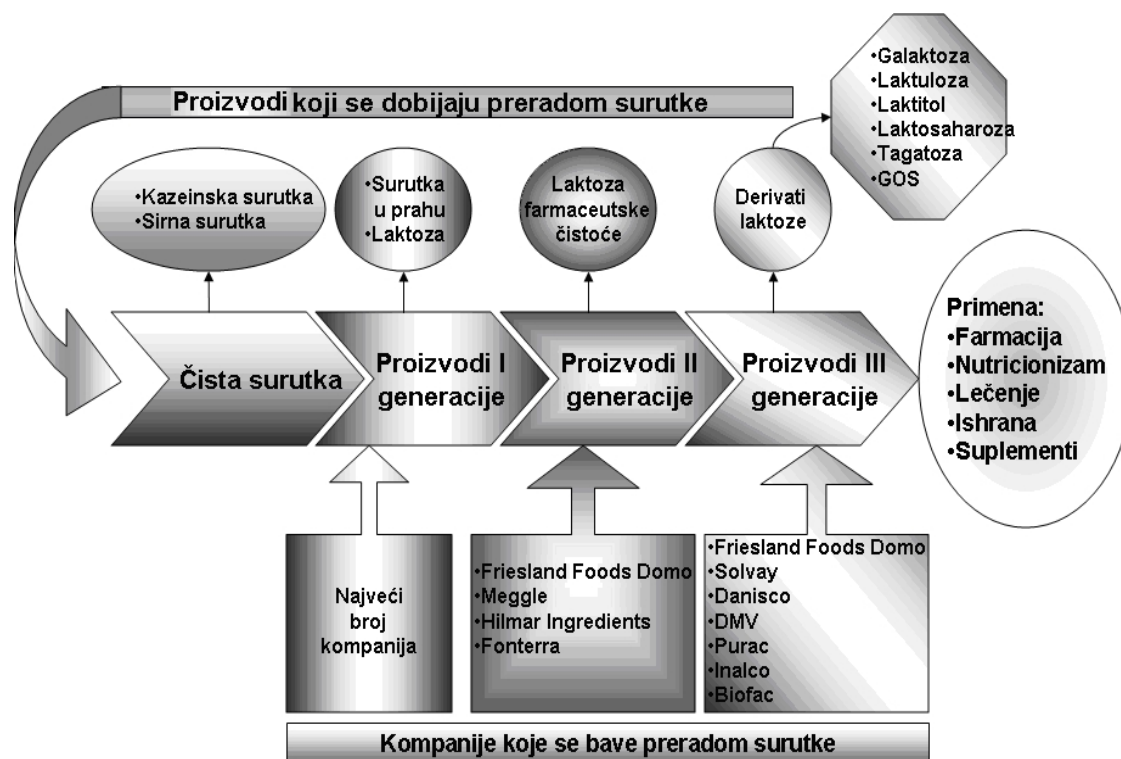 •Galaktoza
•Laktuloza
•Laktitol
•Laktosaharoza
•Tagatoza
•GOS
Proizvodi koji se dobijaju preradom surutke
•Kazeinska surutka
•Sirna surutka
•Surutka
u prahu
•Laktoza
Laktoza
farmaceutske
čistoće
Derivati
laktoze
Čista surutka
Proizvodi I
generacije
Proizvodi II
generacije
Proizvodi III
generacije
Primena:
•Farmacija
•Nutricionizam
•Lečenje
•Ishrana
•Suplementi
Najveći
broj
kompanija
•Friesland Foods Domo
•Meggle
•Hilmar Ingredients
•Fonterra
•Friesland Foods Domo
•Solvay
•Danisco
•DMV
•Purac
•Inalco
•Biofac
Kompanije koje se bave preradom surutke